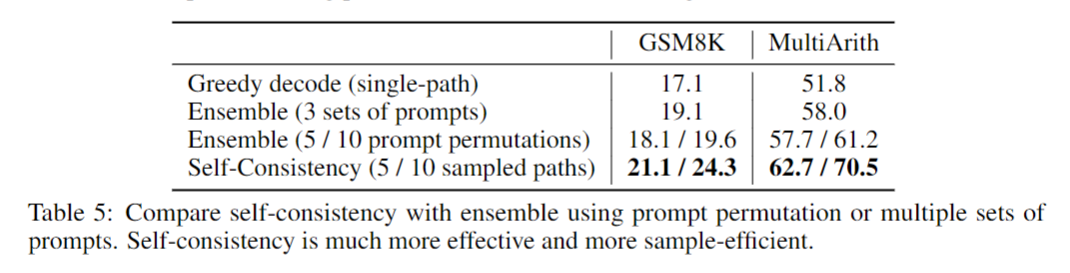 GSM8K MultiArith
Greedy decode (single-path) 17.1 51.8
Ensemble (3 sets of prompts) 19.1 58.0
Ensemble (5 / 10 prompt permutations) 18.1 / 19.6 57.7 / 61.2
Self-Consistency (5 / 10 sampled paths) 21.1 / 24.3 62.7 / 70.5
Table 5: Compare self-consistency with ensemble using prompt permutation or multiple sets of
prompts. Self-consistency is much more effective and more sample-efficient.